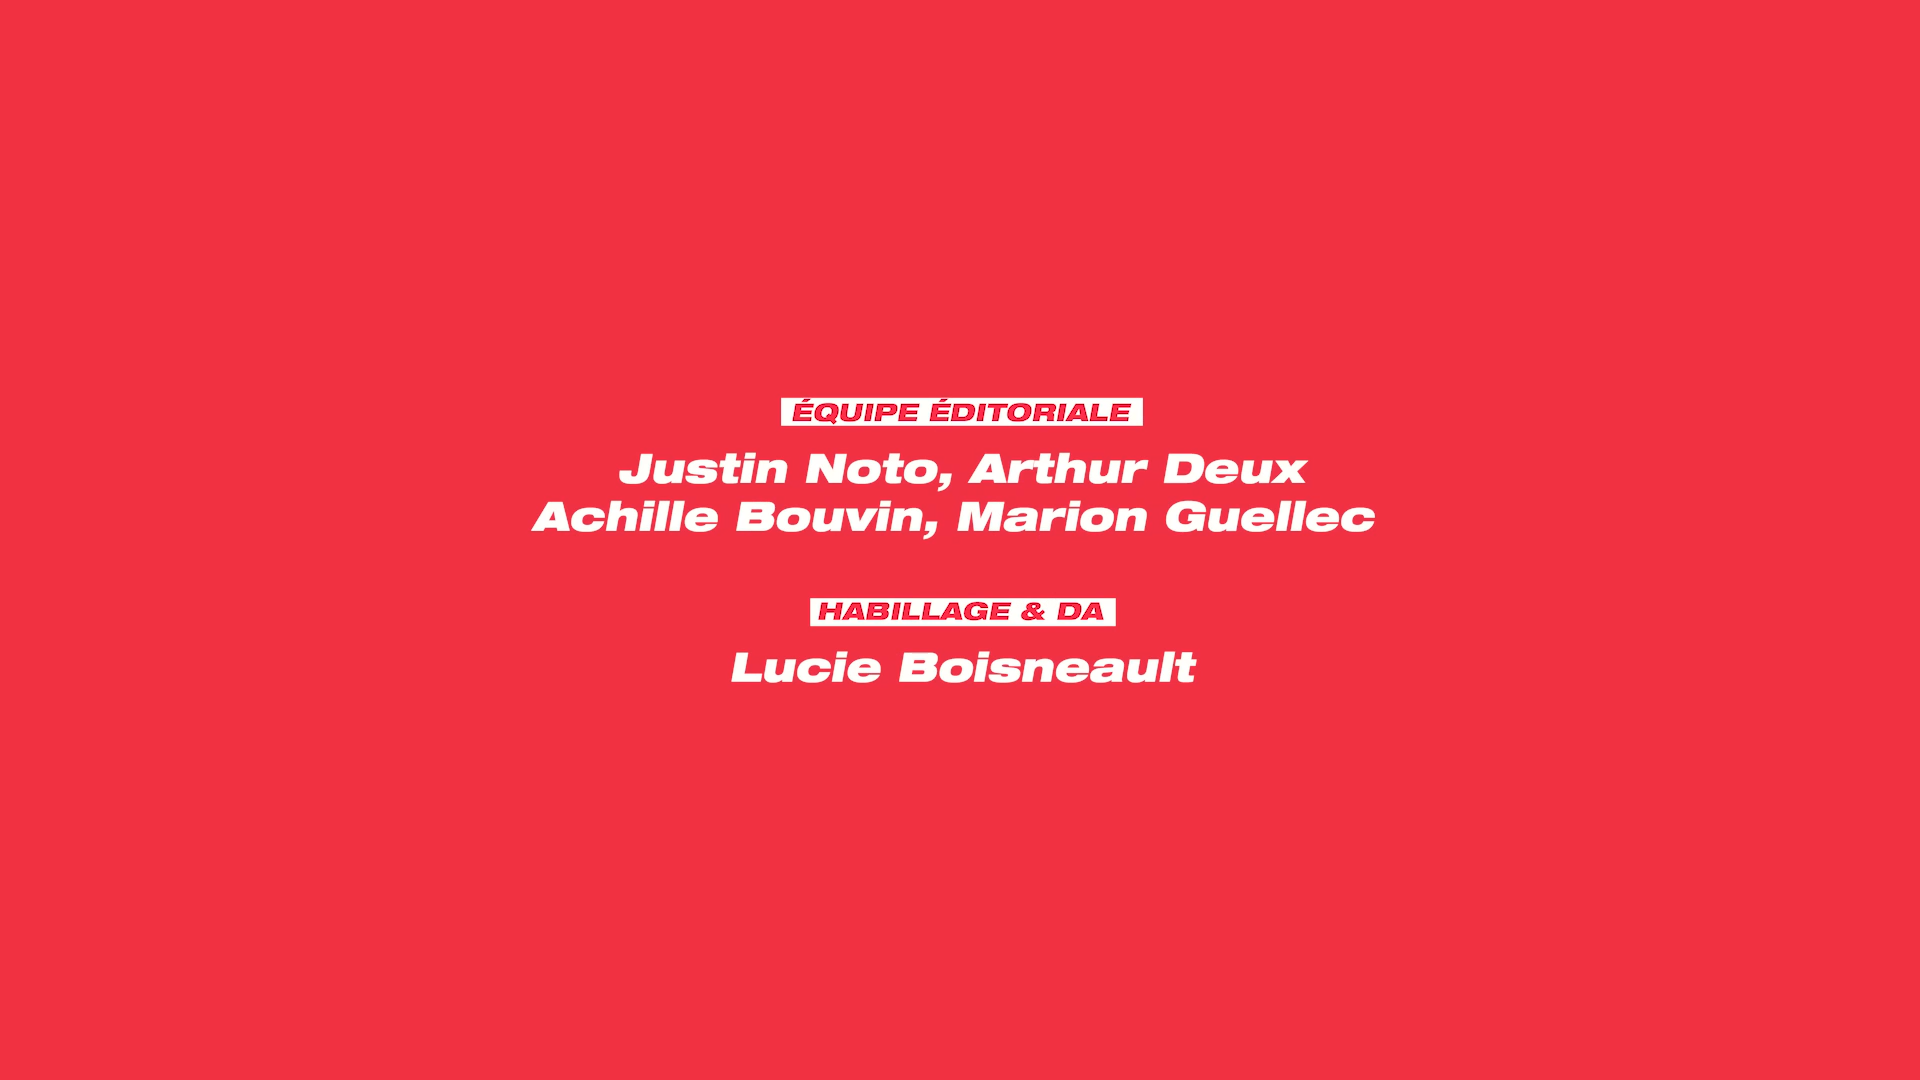 ÉQUIPE ÉDITORIALE
Justin Noto, Arthur Deux
Achille Bouvin, Marion Guellec
HABILLAGE & DA
Lucie Boisneault